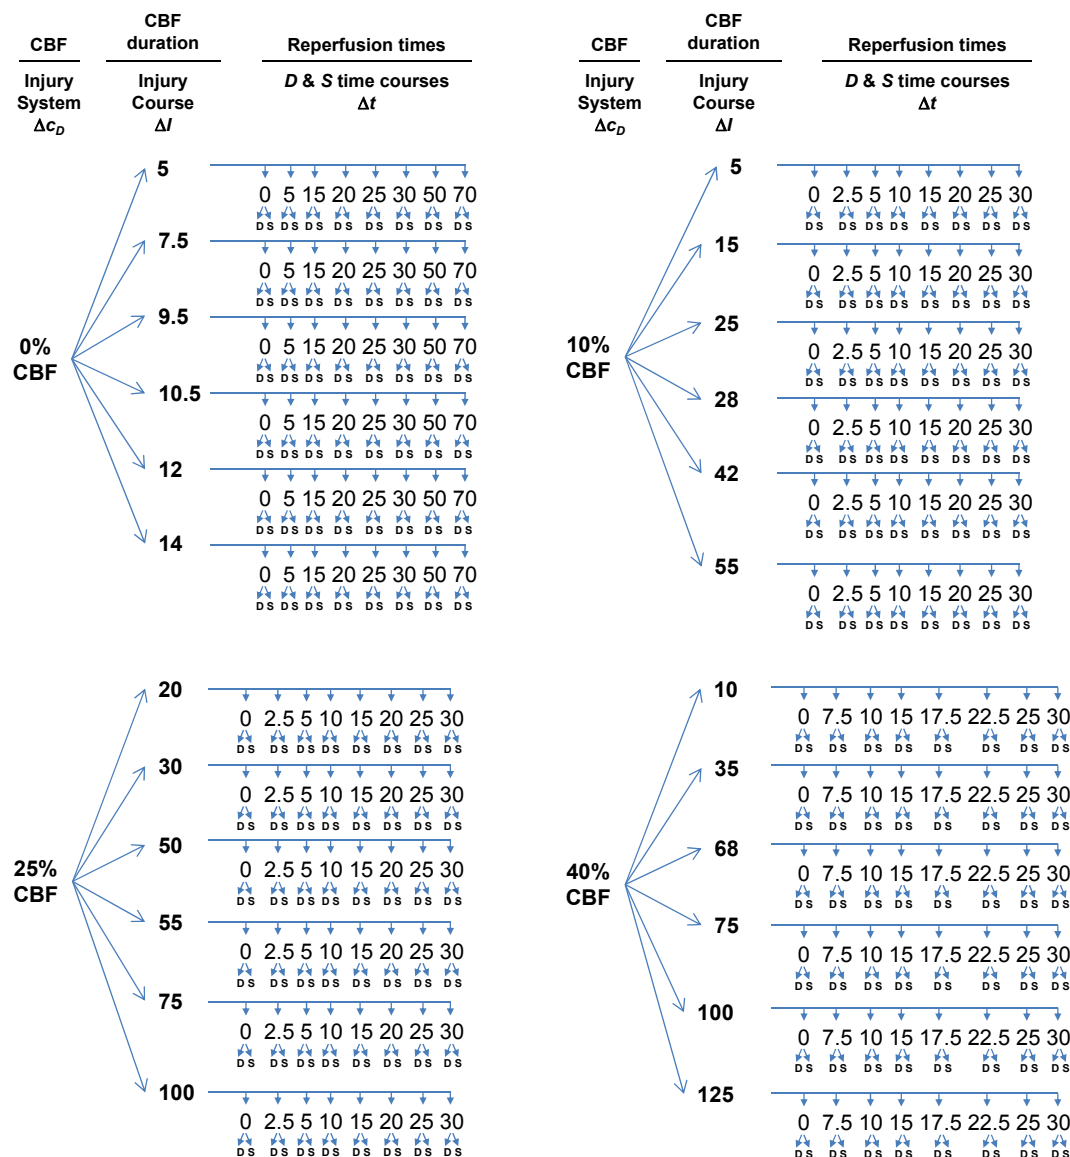 CBF CBF duration Reperfusion times
Injury System Δc_D Injury Course ΔI D & S time courses Δt
0% CBF
5
0 5 15 20 25 30 50 70
D S D S D S D S D S D S D S D S
7.5
0 5 15 20 25 30 50 70
D S D S D S D S D S D S D S D S
9.5
0 5 15 20 25 30 50 70
D S D S D S D S D S D S D S D S
10.5
0 5 15 20 25 30 50 70
D S D S D S D S D S D S D S D S
12
0 5 15 20 25 30 50 70
D S D S D S D S D S D S D S D S
14
0 5 15 20 25 30 50 70
D S D S D S D S D S D S D S D S
CBF CBF duration Reperfusion times
Injury System Δc_D Injury Course ΔI D & S time courses Δt
10% CBF
5
0 2.5 5 10 15 20 25 30
D S D S D S D S D S D S D S D S
15
0 2.5 5 10 15 20 25 30
D S D S D S D S D S D S D S D S
25
0 2.5 5 10 15 20 25 30
D S D S D S D S D S D S D S D S
28
0 2.5 5 10 15 20 25 30
D S D S D S D S D S D S D S D S
42
0 2.5 5 10 15 20 25 30
D S D S D S D S D S D S D S D S
55
0 2.5 5 10 15 20 25 30
D S D S D S D S D S D S D S D S
25% CBF
20
0 2.5 5 10 15 20 25 30
D S D S D S D S D S D S D S D S
30
0 2.5 5 10 15 20 25 30
D S D S D S D S D S D S D S D S
50
0 2.5 5 10 15 20 25 30
D S D S D S D S D S D S D S D S
55
0 2.5 5 10 15 20 25 30
D S D S D S D S D S D S D S D S
75
0 2.5 5 10 15 20 25 30
D S D S D S D S D S D S D S D S
100
0 2.5 5 10 15 20 25 30
D S D S D S D S D S D S D S D S
40% CBF
10
0 7.5 10 15 17.5 22.5 25 30
D S D S D S D S D S D S D S D S
35
0 7.5 10 15 17.5 22.5 25 30
D S D S D S D S D S D S D S D S
68
0 7.5 10 15 17.5 22.5 25 30
D S D S D S D S D S D S D S D S
75
0 7.5 10 15 17.5 22.5 25 30
D S D S D S D S D S D S D S D S
100
0 7.5 10 15 17.5 22.5 25 30
D S D S D S D S D S D S D S D S
125
0 7.5 10 15 17.5 22.5 25 30
D S D S D S D S D S D S D S D S